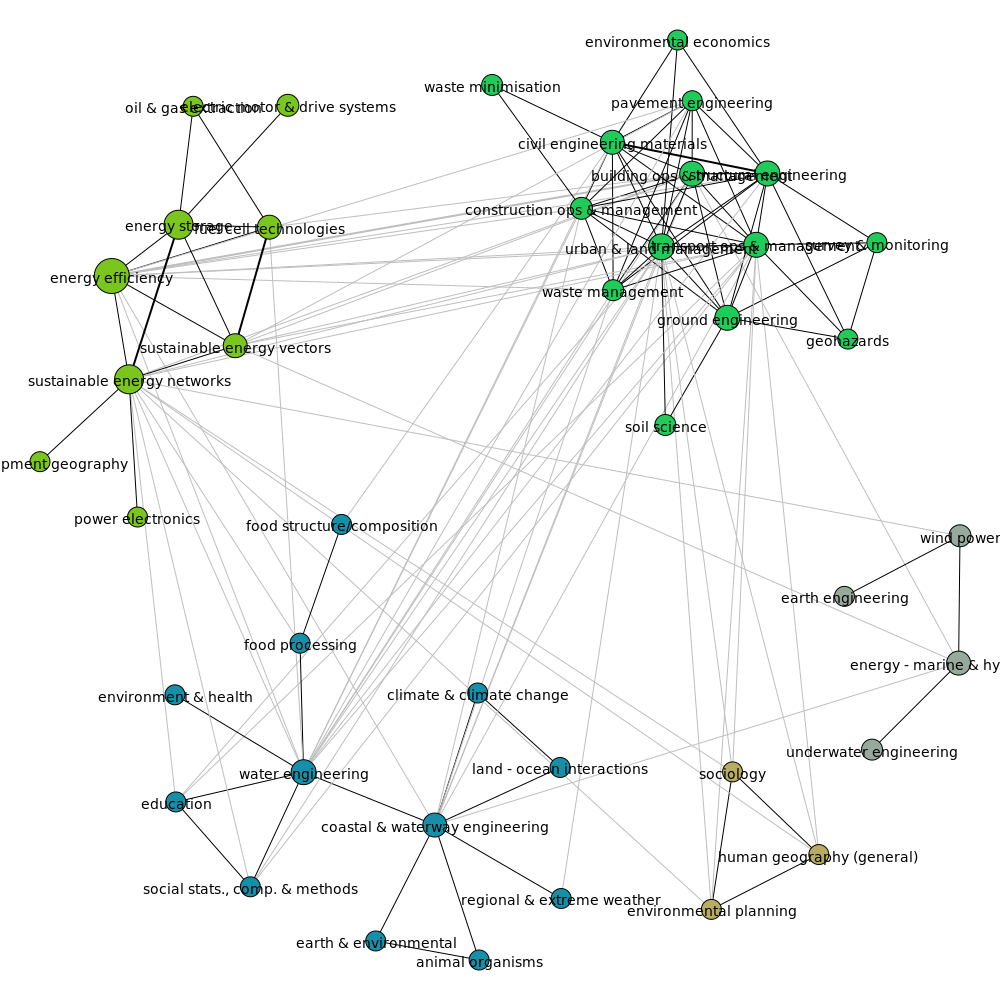 environmental economics
waste minimisation
pavement engineering
oil & gas extraction
electric motor & drive systems
civil engineering materials
building ops & management
structural engineering
construction ops & management
energy storage
fuel cell technologies
urban & land management
transport ops & management
survey & monitoring
energy efficiency
waste management
ground engineering
geohazards
sustainable energy vectors
sustainable energy networks
soil science
pment geography
power electronics
food structure/composition
wind power
earth engineering
food processing
energy - marine & hy
environment & health
climate & climate change
underwater engineering
land - ocean interactions
water engineering
sociology
education
coastal & waterway engineering
human geography (general)
social stats., comp. & methods
regional & extreme weather
environmental planning
earth & environmental
animal organisms